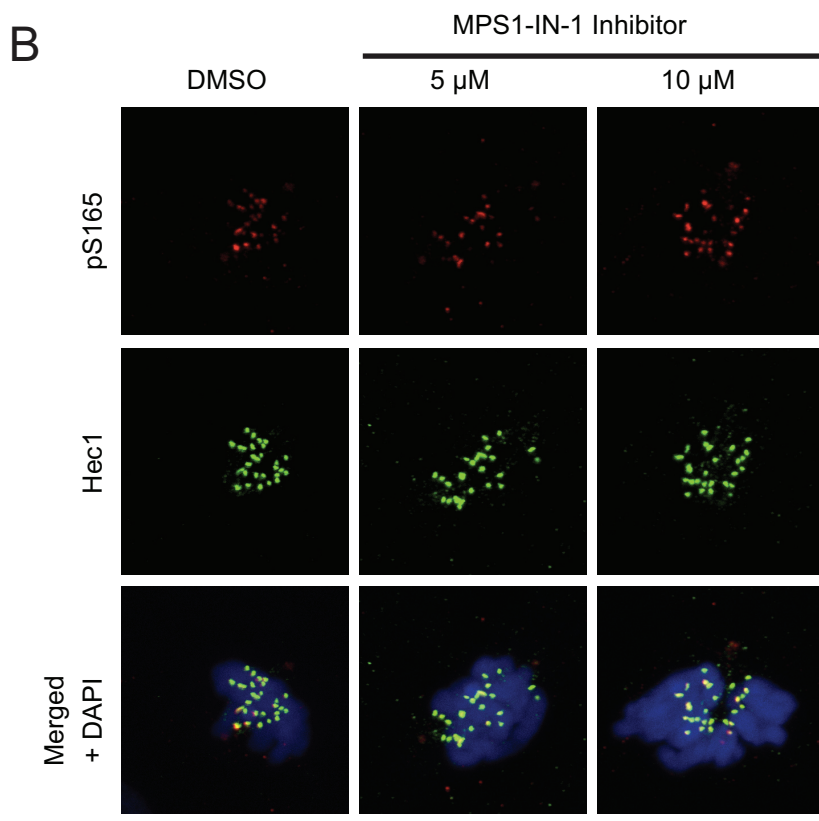 B
MPS1-IN-1 Inhibitor
DMSO
5 µM
10 µM
pS165
Hec1
Merged
+ DAPI